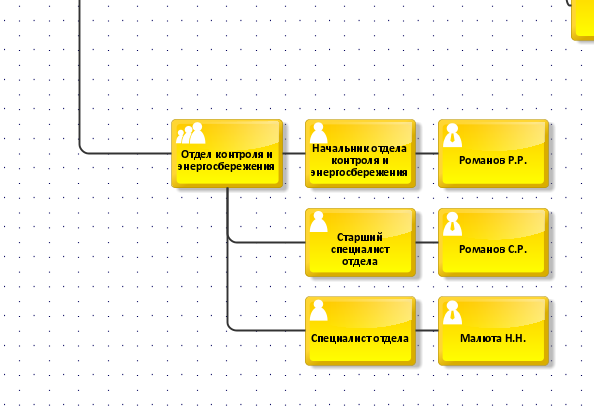 Отдел контроля и
энергосбережения
Начальник отдела
контроля и
энергосбережения
Романов Р.Р.
Старший
специалист
отдела
Романов С.Р.
Специалист отдела
Малюта Н.Н.